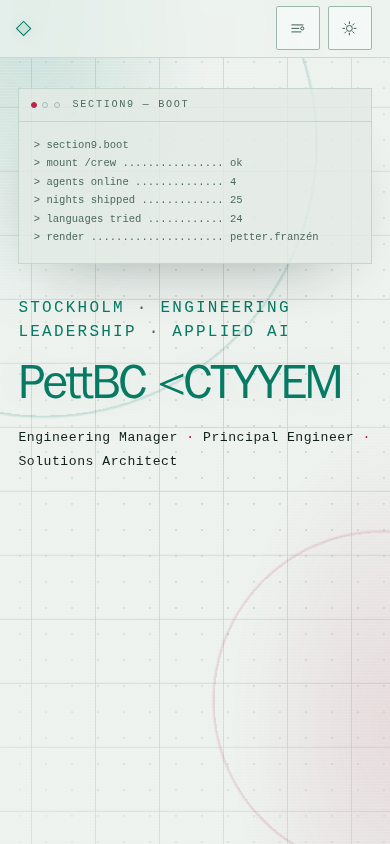 SECTION9 — BOOT
> section9.boot
> mount /crew ............... ok
> agents online ............. 4
> nights shipped ............ 25
> languages tried ........... 24
> render .................... petter.franzén
STOCKHOLM · ENGINEERING
LEADERSHIP · APPLIED AI
PettBC <CTYYEM
Engineering Manager · Principal Engineer ·
Solutions Architect